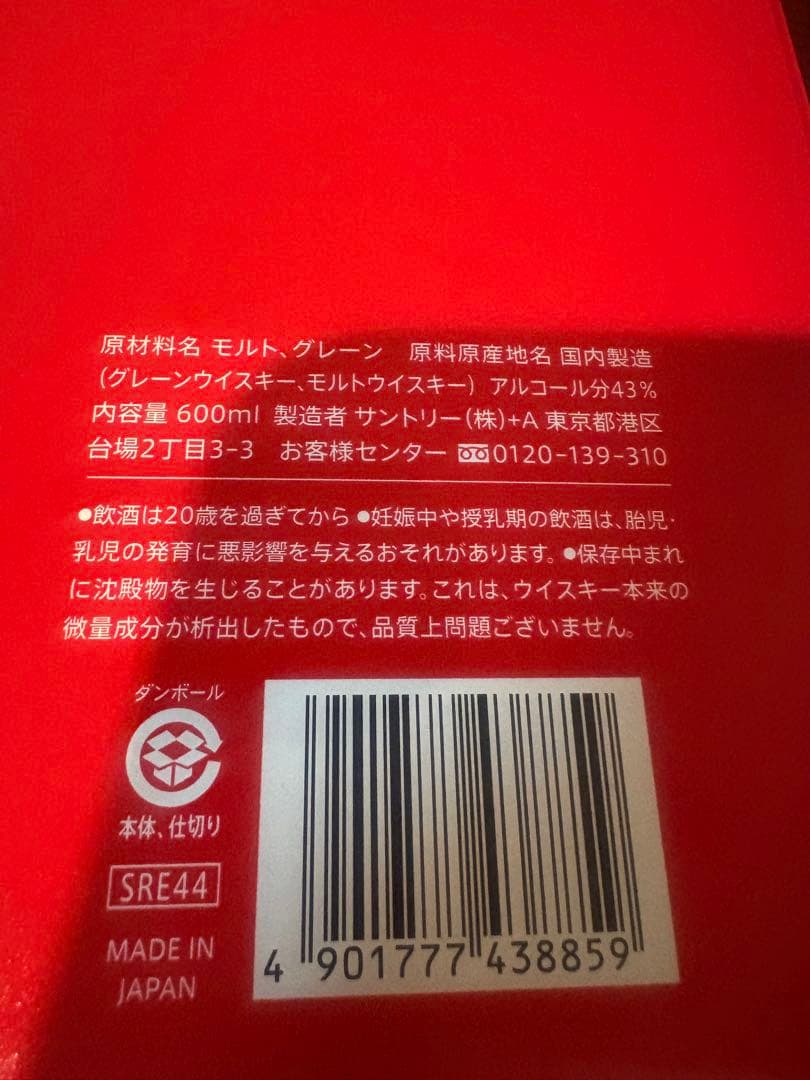 原材料名 モルト、グレーン　原料原産地名 国内製造
(グレーンウイスキー、モルトウイスキー) アルコール分43%
内容量 600ml 製造者 サントリー(株)+A 東京都港区
台場2丁目3-3　お客様センター 0120-139-310
●飲酒は20歳を過ぎてから ●妊娠中や授乳期の飲酒は、胎児・
乳児の発育に悪影響を与えるおそれがあります。●保存中まれ
に沈殿物を生じることがあります。これは、ウイスキー本来の
微量成分が析出したもので、品質上問題ございません。
ダンボール
本体、仕切り
SRE44
MADE IN
JAPAN
4 901777 438859